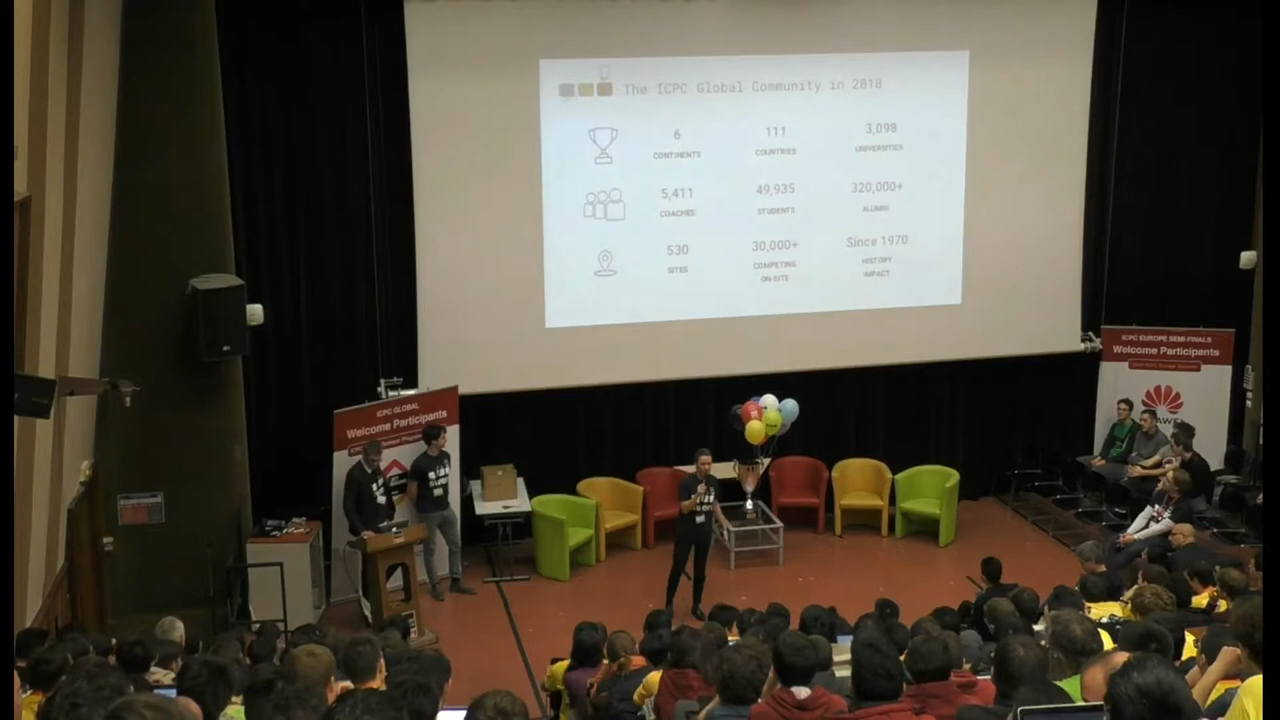 The ICPC Global Community in 2018
6
CONTINENTS
111
COUNTRIES
3,098
UNIVERSITIES
5,411
COACHES
49,935
STUDENTS
320,000+
ALUMNI
530
SITES
30,000+
COMPETING
ON-SITE
Since 1970
HISTORY
IMPACT
ICPC GLOBAL
Welcome Participants
ICPC EUROPE SEMI-FINALS
Welcome Participants